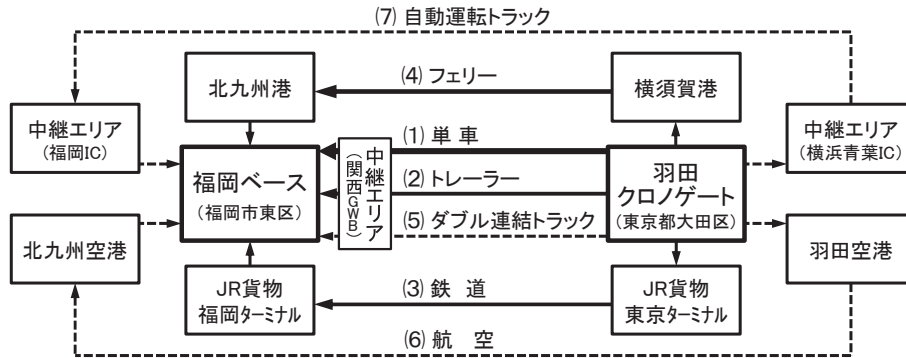 (7) 自動運転トラック
北九州港
(4) フェリー
横須賀港
中継エリア
(福岡IC)
(1) 単車
中継エリア
(横浜青葉IC)
福岡ベース
(福岡市東区)
中継エリア
(関西GWB)
(2) トレーラー
羽田
クロノゲート
(東京都大田区)
(5) ダブル連結トラック
北九州空港
羽田空港
JR貨物
福岡ターミナル
(3) 鉄道
JR貨物
東京ターミナル
(6) 航空